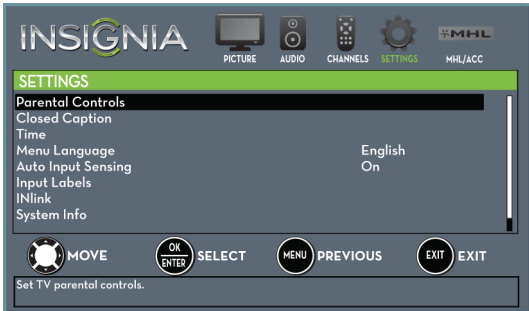 INSIGNIA
PICTURE AUDIO CHANNELS SETTINGS MHL/ACC
MHL
SETTINGS
Parental Controls
Closed Caption
Time
Menu Language English
Auto Input Sensing On
Input Labels
INlink
System Info
MOVE OK ENTER SELECT MENU PREVIOUS EXIT EXIT
Set TV parental controls.